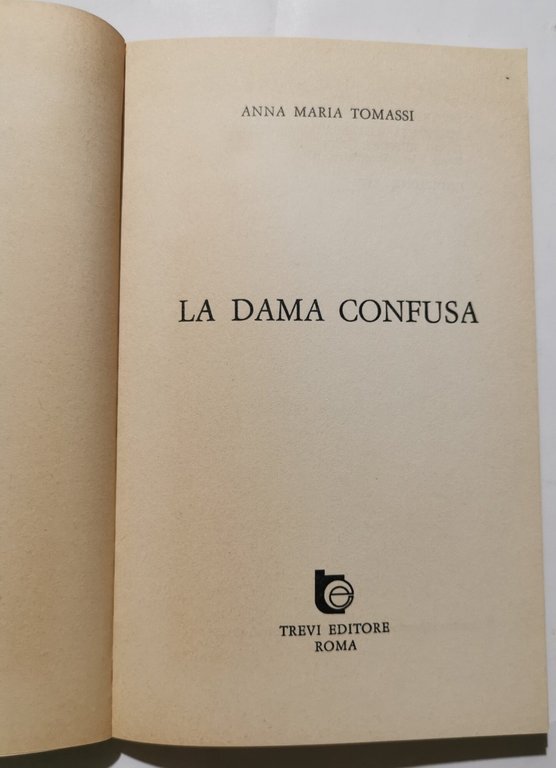 ANNA MARIA TOMASSI
LA DAMA CONFUSA
te
TREVI EDITORE
ROMA